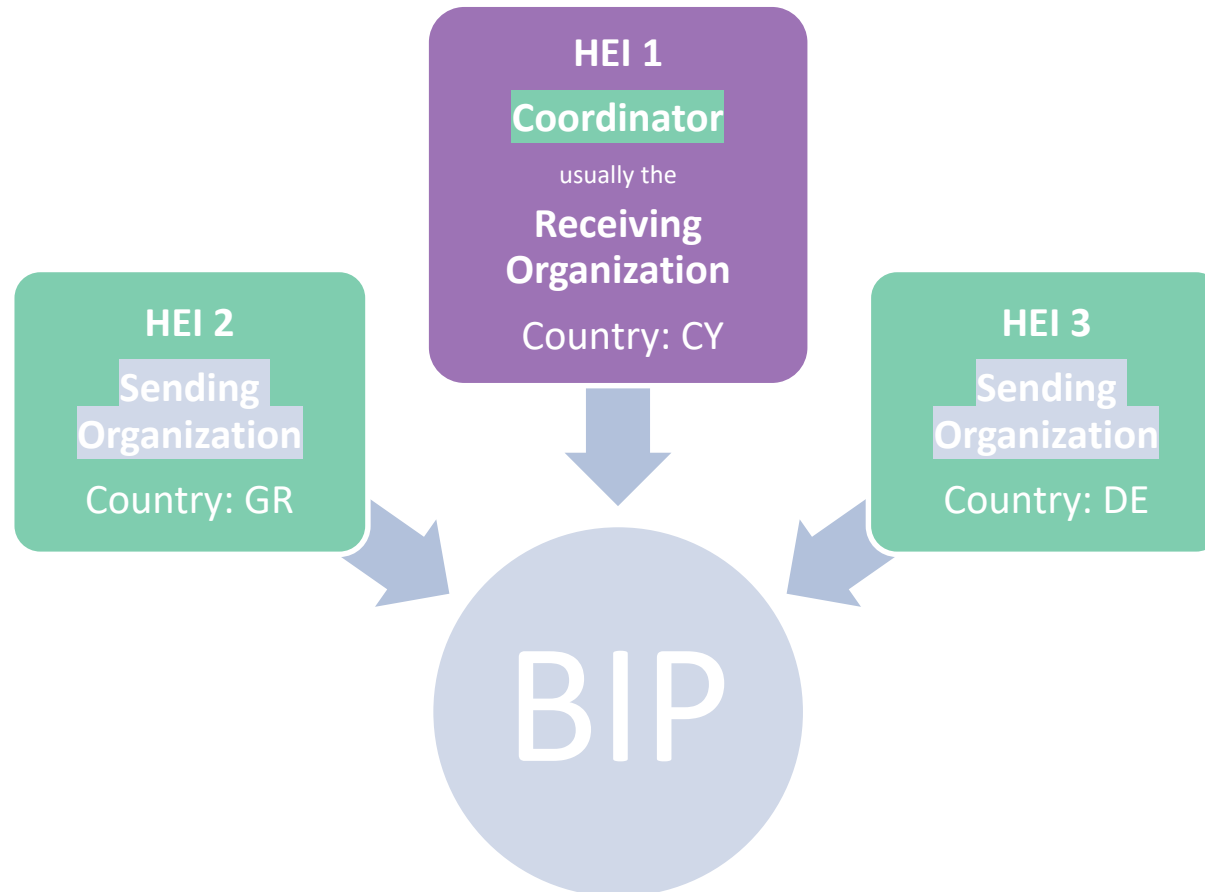 HEI 1
Coordinator
usually the
Receiving
Organization
Country: CY
HEI 2
Sending
Organization
Country: GR
HEI 3
Sending
Organization
Country: DE
BIP